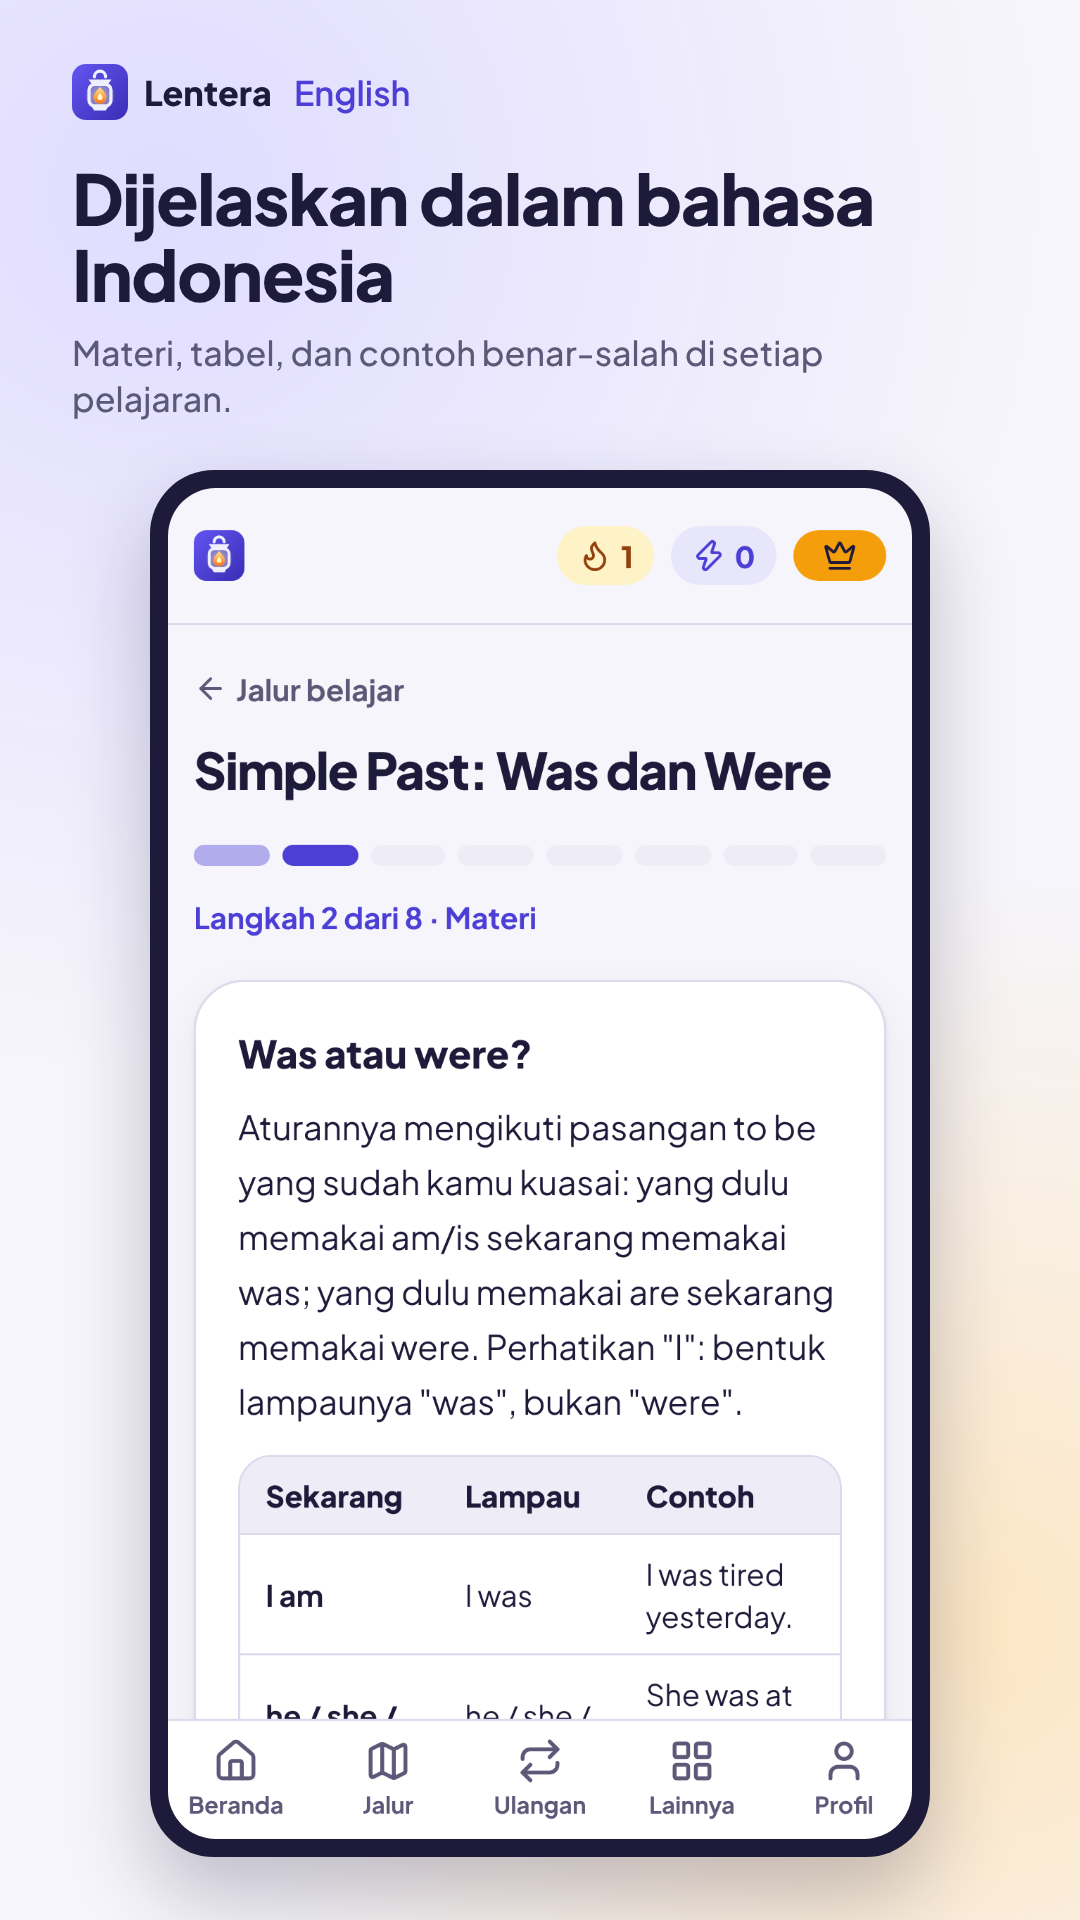 Lentera English
Dijelaskan dalam bahasa
Indonesia
Materi, tabel, dan contoh benar-salah di setiap
pelajaran.
1 0
Jalur belajar
Simple Past: Was dan Were
Langkah 2 dari 8 · Materi
Was atau were?
Aturannya mengikuti pasangan to be
yang sudah kamu kuasai: yang dulu
memakai am/is sekarang memakai
was; yang dulu memakai are sekarang
memakai were. Perhatikan "I": bentuk
lampaunya "was", bukan "were".
Sekarang Lampau Contoh
I am I was I was tired
yesterday.
he / she / he / she / She was at
Beranda Jalur Ulangan Lainnya Profil